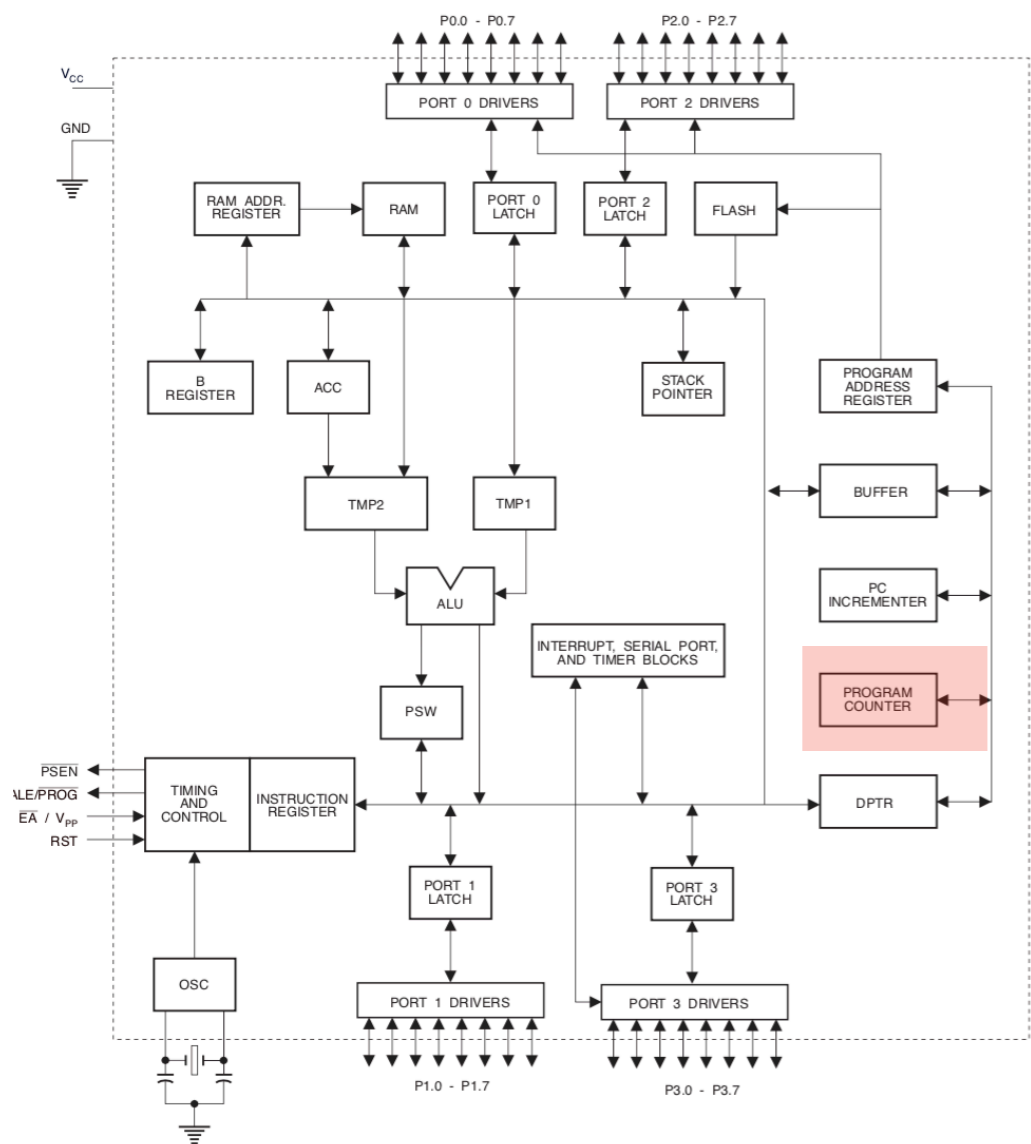 P0.0 - P0.7
P2.0 - P2.7
VCC
PORT 0 DRIVERS
PORT 2 DRIVERS
GND
RAM ADDR.
REGISTER
RAM
PORT 0
LATCH
PORT 2
LATCH
FLASH
B
REGISTER
ACC
STACK
POINTER
PROGRAM
ADDRESS
REGISTER
TMP2
TMP1
BUFFER
ALU
PC
INCREMENTER
INTERRUPT, SERIAL PORT,
AND TIMER BLOCKS
PSW
PROGRAM
COUNTER
PSEN
ALE/PROG
EA / VPP
RST
TIMING
AND
CONTROL
INSTRUCTION
REGISTER
DPTR
PORT 1
LATCH
PORT 3
LATCH
OSC
PORT 1 DRIVERS
PORT 3 DRIVERS
P1.0 - P1.7
P3.0 - P3.7